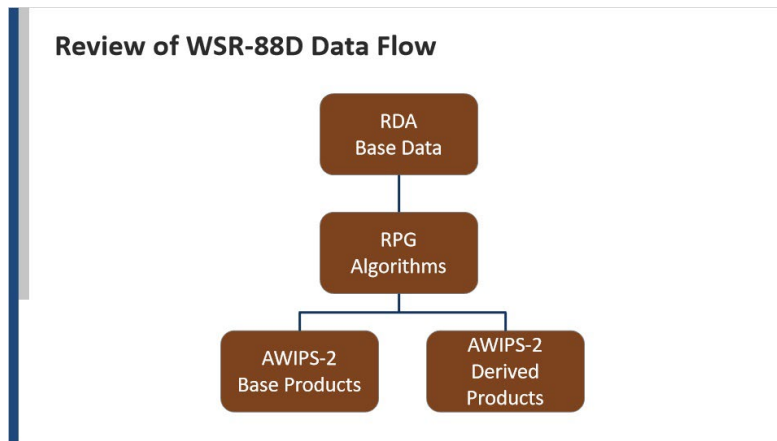 Review of WSR-88D Data Flow
RDA
Base Data
RPG
Algorithms
AWIPS-2
Base Products
AWIPS-2
Derived
Products